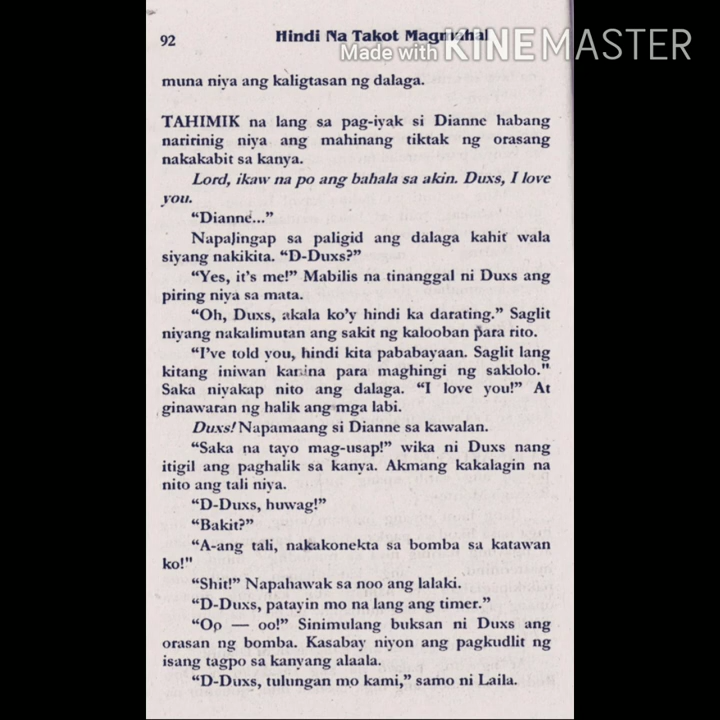 92
Hindi Na Takot Magmahal
Made with KINEMASTER
muna niya ang kaligtasan ng dalaga.
TAHIMIK na lang sa pag-iyak si Dianne habang
naririnig niya ang mahinang tiktak ng orasang
nakakabit sa kanya.
Lord, ikaw na po ang bahala sa akin. Duxs, I love
you.
“Dianne...”
Napalingap sa paligid ang dalaga kahit wala
siyang nakikita. “D-Duxs?”
“Yes, it’s me!” Mabilis na tinanggal ni Duxs ang
piring niya sa mata.
“Oh, Duxs, akala ko’y hindi ka darating.” Saglit
niyang nakalimutan ang sakit ng kalooban para rito.
“I’ve told you, hindi kita pababayaan. Saglit lang
kitang iniwan kanina para maghingi ng saklolo."
Saka niyakap nito ang dalaga. “I love you!” At
ginawaran ng halik ang mga labi.
Duxs! Napamaang si Dianne sa kawalan.
“Saka na tayo mag-usap!” wika ni Duxs nang
itigil ang paghalik sa kanya. Akmang kakalagin na
nito ang tali niya.
“D-Duxs, huwag!”
“Bakit?”
“A-ang tali, nakakonekta sa bomba sa katawan
ko!"
“Shit!” Napahawak sa noo ang lalaki.
“D-Duxs, patayin mo na lang ang timer.”
“Oo — oo!” Sinimulang buksan ni Duxs ang
orasan ng bomba. Kasabay niyon ang pagkudlit ng
isang tagpo sa kanyang alaala.
“D-Duxs, tulungan mo kami,” samo ni Laila.